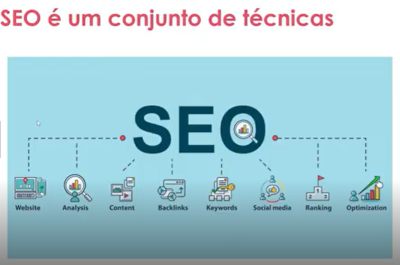 SEO é um conjunto de técnicas
SEO
Website Analysis Content Backlinks Keywords Social media Ranking Optimization